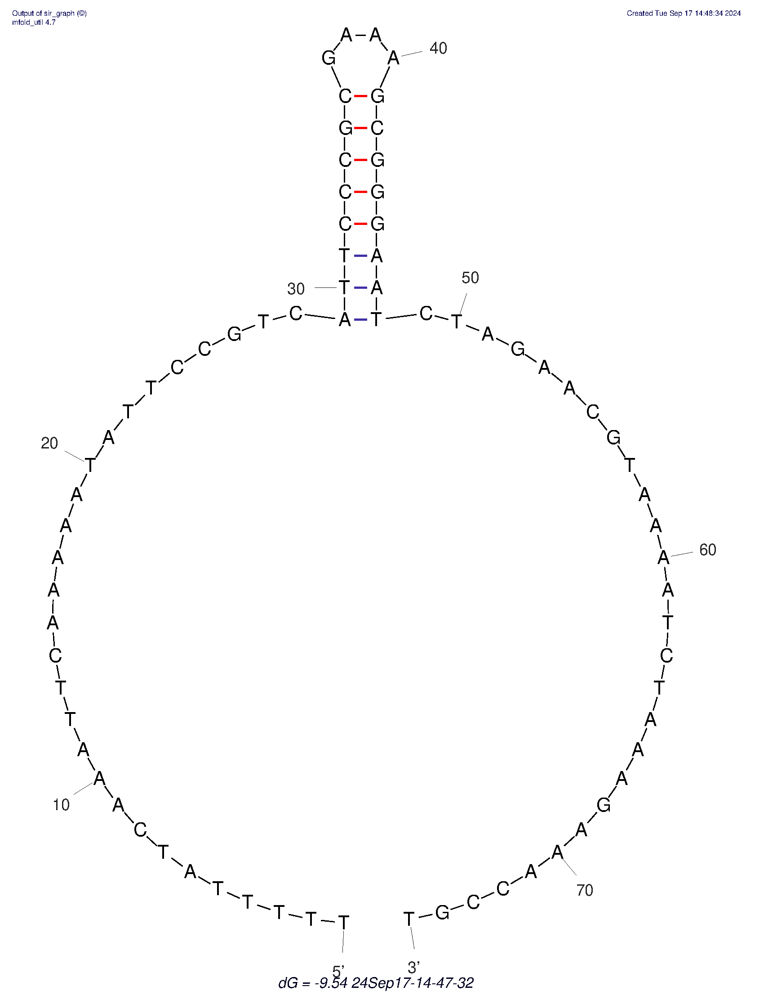 Output of sir_graph (©)
mfold_util 4.7
Created Tue Sep 17 14:48:34 2024
TTTTTATCAAATTCAAAAATATTCCGTCATTCCCGCGAAAGCGGGAATCTAGAACGTAAAATCTAAAGAAACCGT
10
20
30
40
50
60
70
5’
3’
dG = -9.54 24Sep17-14-47-32